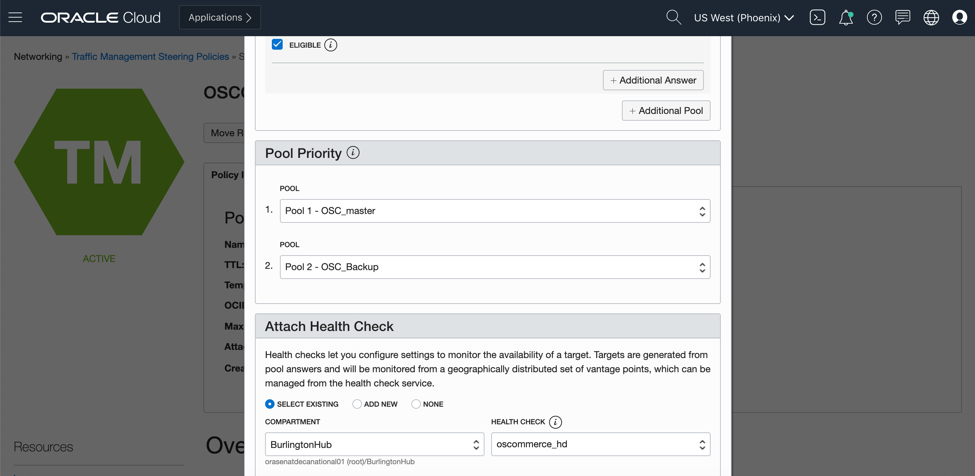 ORACLE Cloud
Applications
US West (Phoenix)
Networking » Traffic Management Steering Policies » S
ELIGIBLE
+ Additional Answer
+ Additional Pool
TM
ACTIVE
OSC
Move R
Policy I
Po
Nam
TTL:
Tem
OCII
Max
Atta
Crea
Pool Priority
POOL
1. Pool 1 - OSC_master
POOL
2. Pool 2 - OSC_Backup
Attach Health Check
Health checks let you configure settings to monitor the availability of a target. Targets are generated from
pool answers and will be monitored from a geographically distributed set of vantage points, which can be
managed from the health check service.
SELECT EXISTING ADD NEW NONE
COMPARTMENT HEALTH CHECK
BurlingtonHub oscommerce_hd
orasenatdecanational01 (root)/BurlingtonHub
Resources
Ove